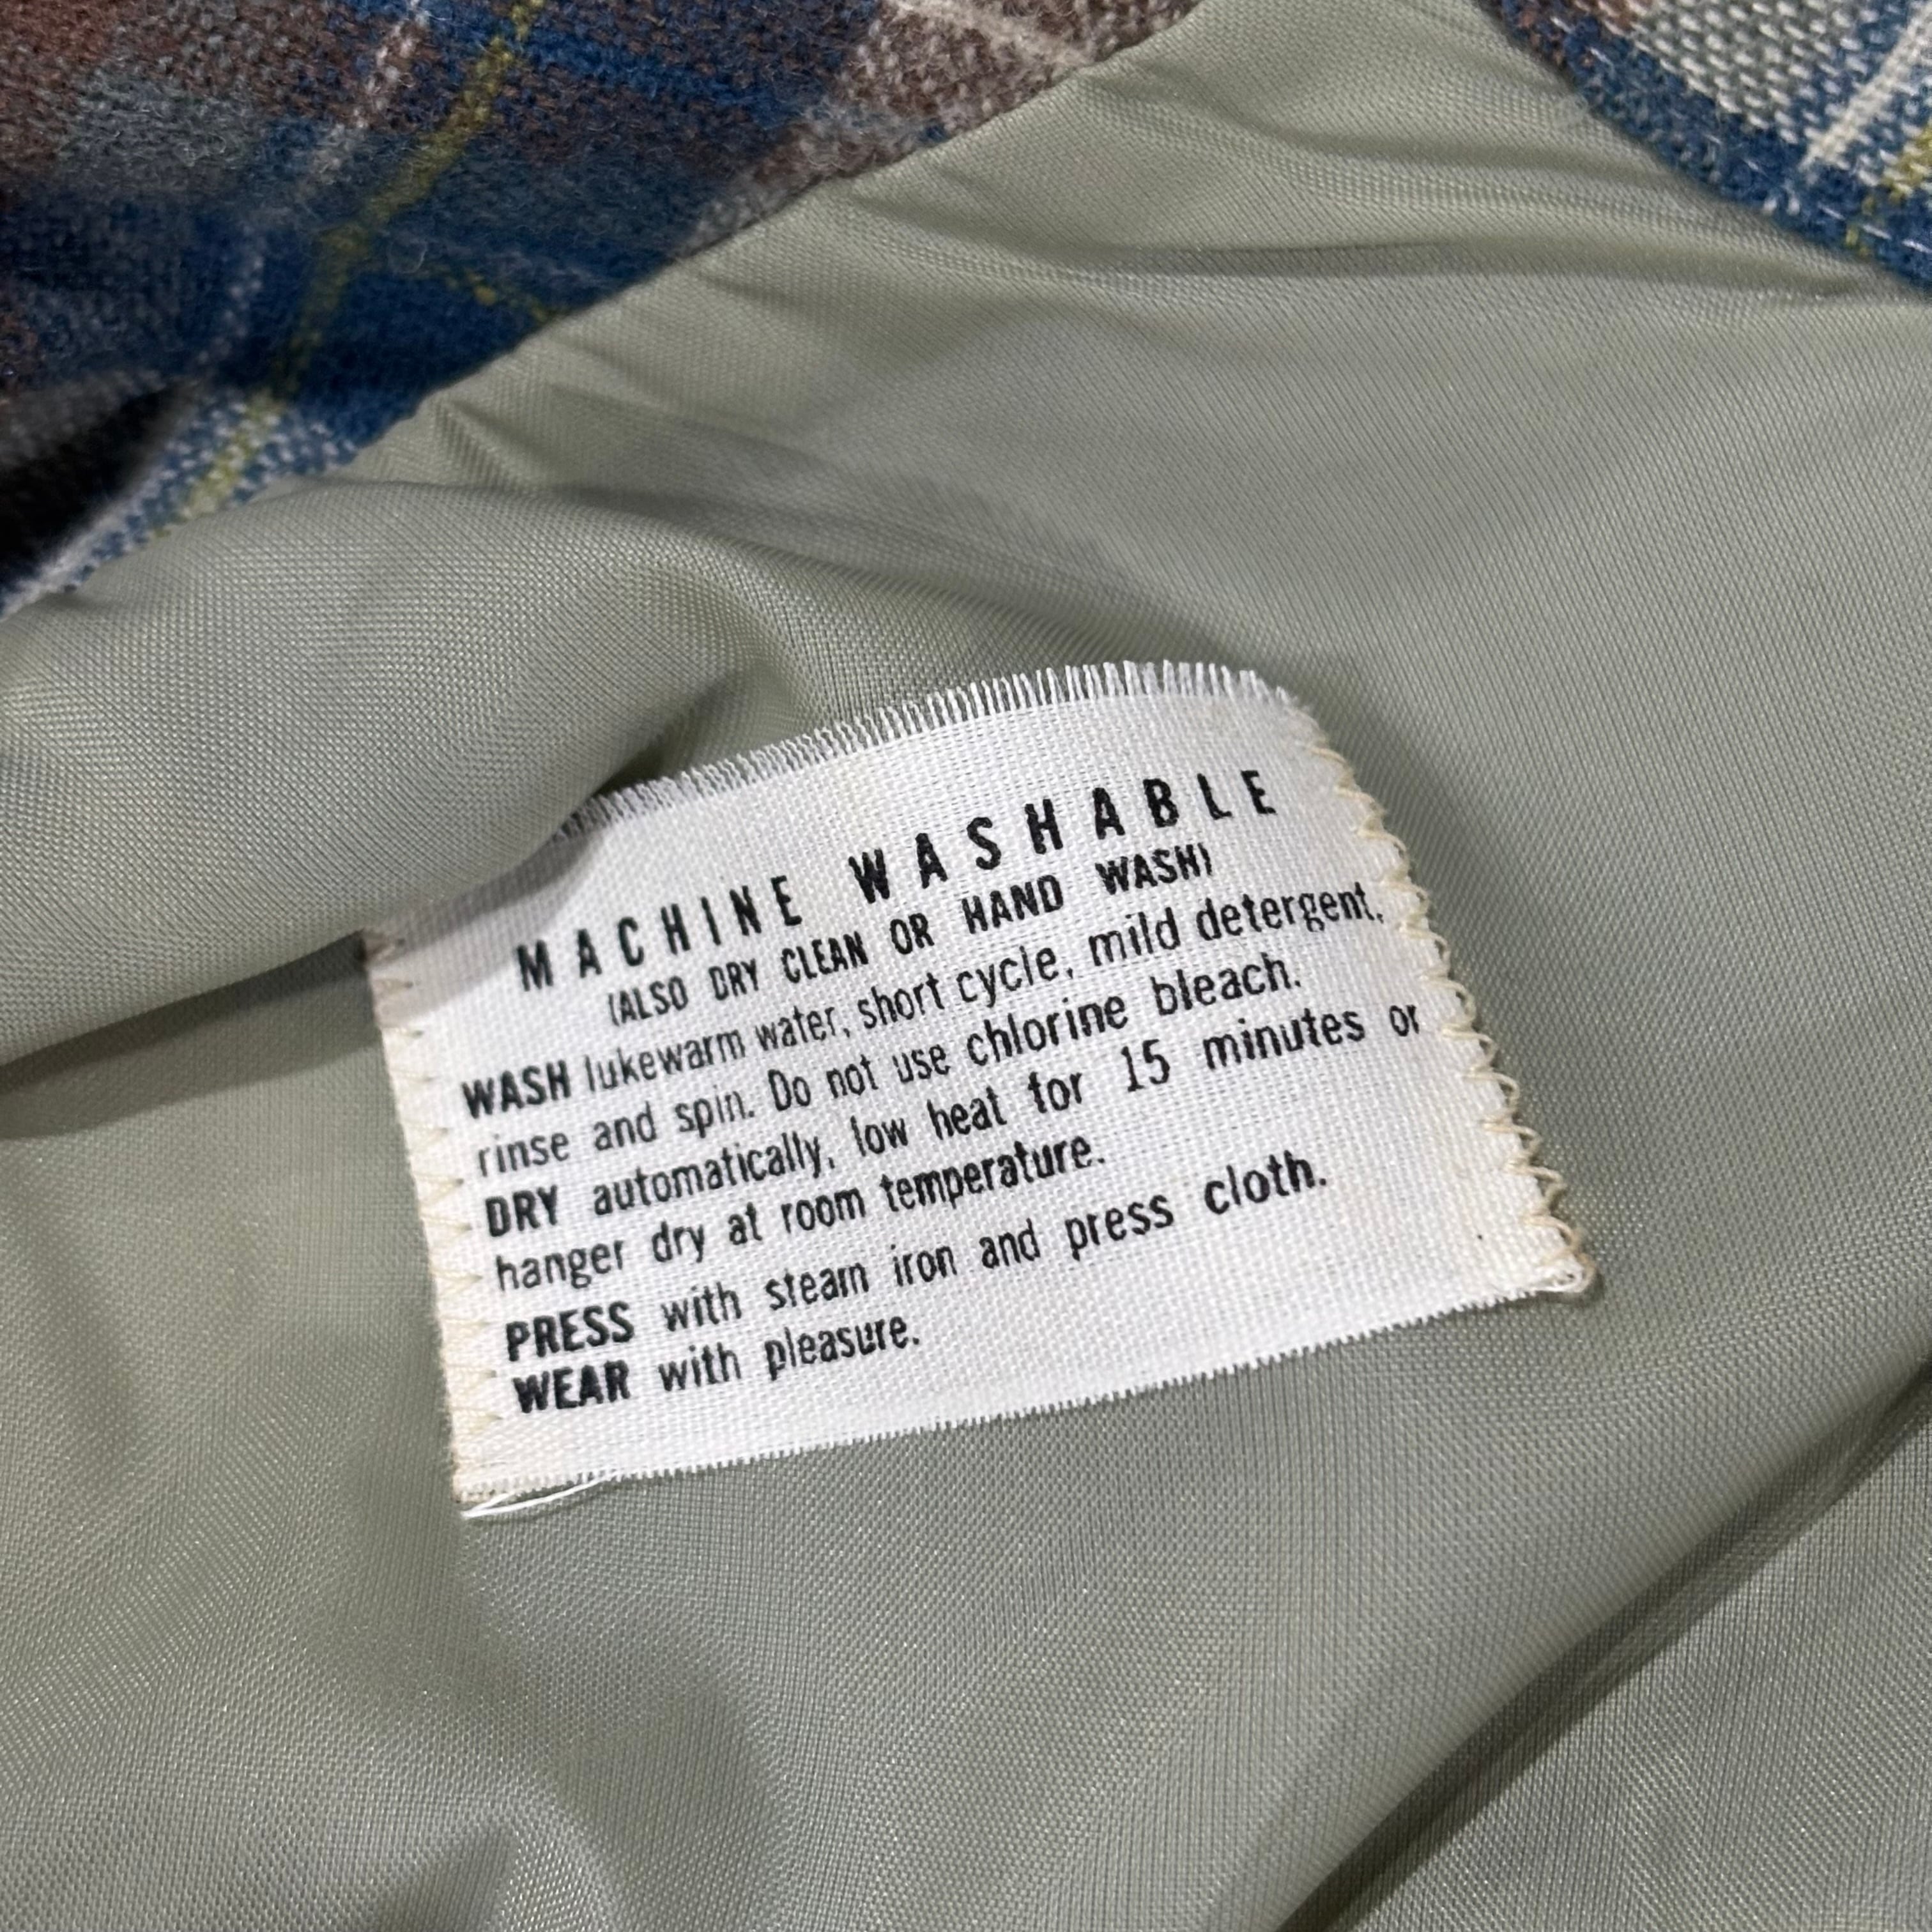 MACHINE WASHABLE
(ALSO DRY CLEAN OR HAND WASH)
WASH lukewarm water, short cycle, mild detergent,
rinse and spin. Do not use chlorine bleach.
DRY automatically, low heat for 15 minutes or
hanger dry at room temperature.
PRESS with steam iron and press cloth.
WEAR with pleasure.